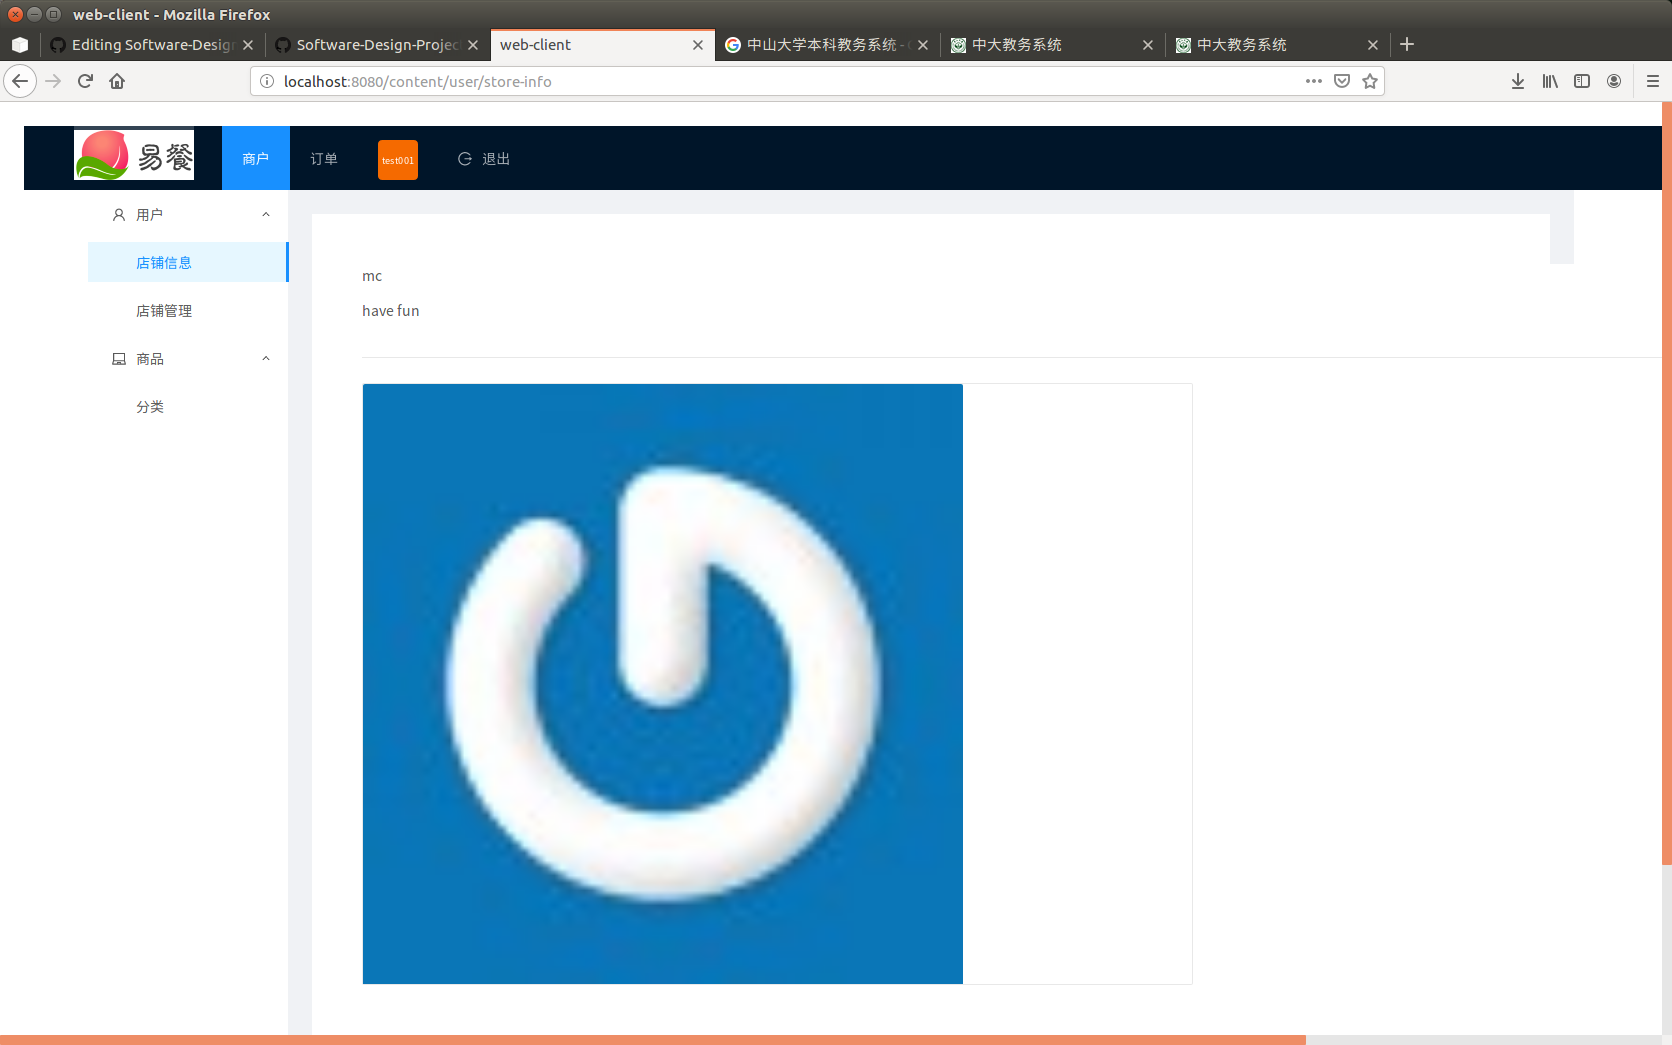 web-client - Mozilla Firefox
Editing Software-Design
Software-Design-Projec
web-client
中山大学本科教务系统 -
中大教务系统
中大教务系统
localhost:8080/content/user/store-info
易餐
商户
订单
test001
退出
用户
店铺信息
店铺管理
商品
分类
mc
have fun